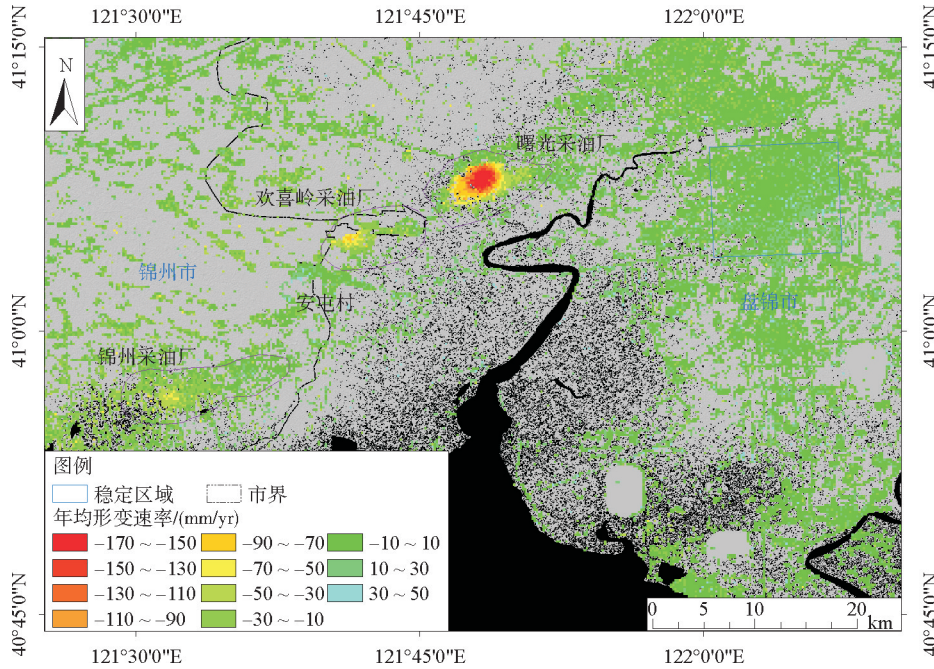 121°30'0"E 121°45'0"E 122°0'0"E
41°15'0"N 41°15'0"N
N
曙光采油厂
欢喜岭采油厂
锦州市
安屯村
盘锦市
41°0'0"N 41°0'0"N
锦州采油厂
图例
稳定区域 市界
年均形变速率/(mm/yr)
−170～−150 −90～−70 −10～10
−150～−130 −70～−50 10～30
−130～−110 −50～−30 30～50
−110～−90 −30～−10
0 5 10 20
km
40°45'0"N 40°45'0"N
121°30'0"E 121°45'0"E 122°0'0"E